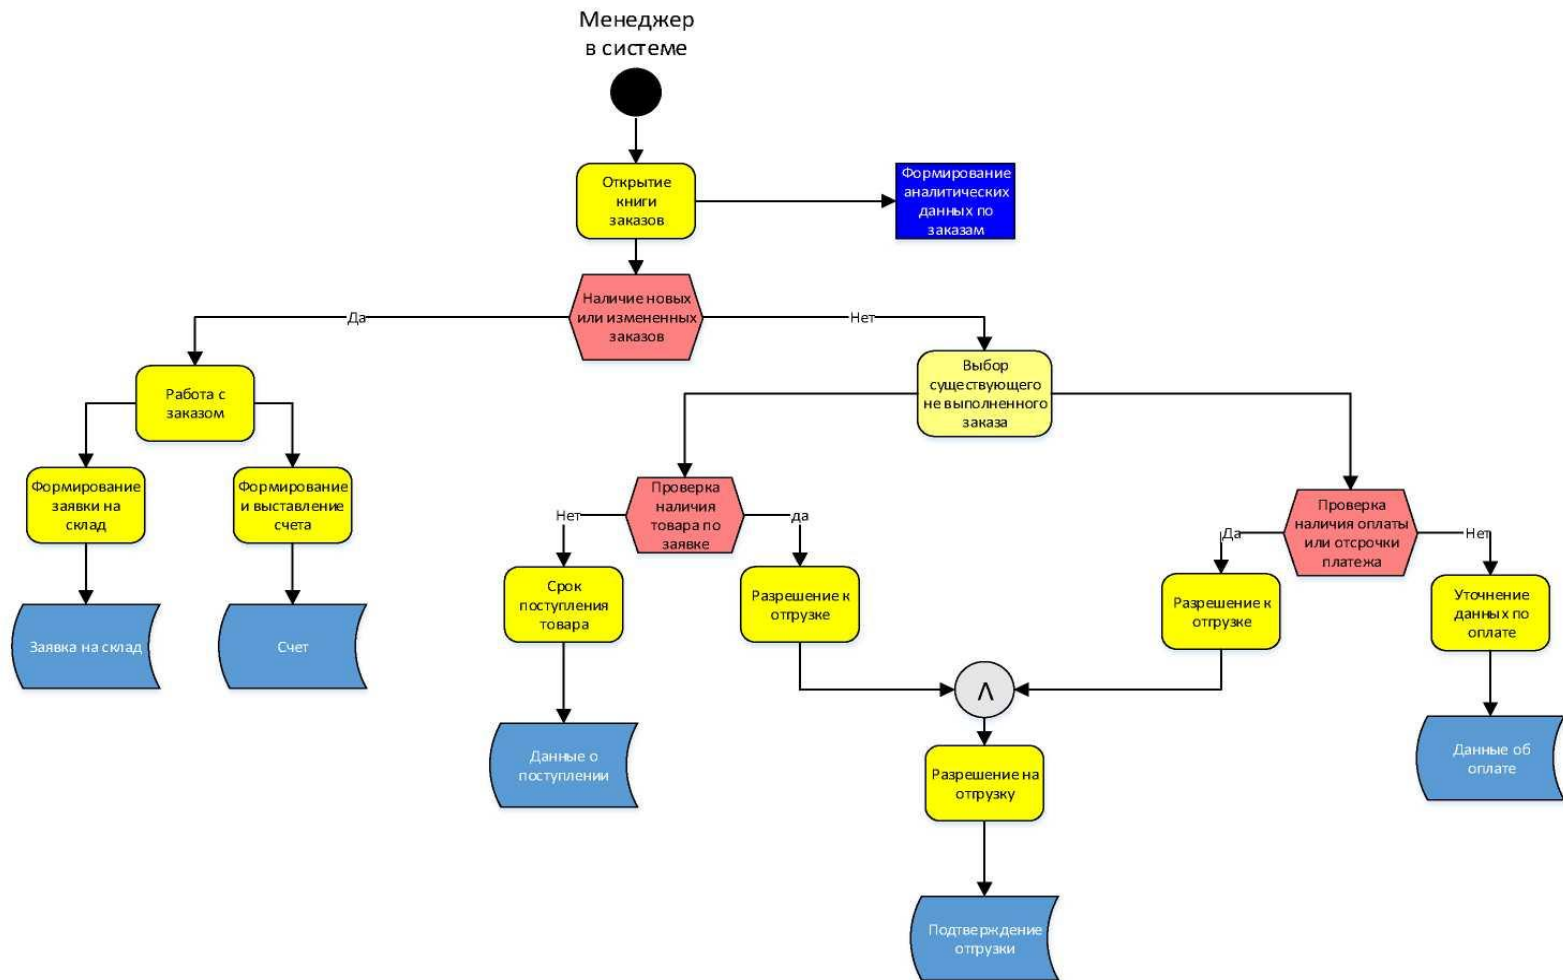 Менеджер
в системе
Открытие
книги
заказов
Формирование
аналитических
данных по
заказам
Наличие новых
или измененных
заказов
Да
Нет
Работа с
заказом
Выбор
существующего
не выполненного
заказа
Формирование
заявки на
склад
Формирование
и выставление
счета
Проверка
наличия
товара по
заявке
Нет
да
Проверка
наличия оплаты
или отсрочки
платежа
Да
Нет
Срок
поступления
товара
Разрешение к
отгрузке
Разрешение к
отгрузке
Уточнение
данных по
оплате
Заявка на склад
Счет
Λ
Данные о
поступлении
Разрешение на
отгрузку
Данные об
оплате
Подтверждение
отгрузки